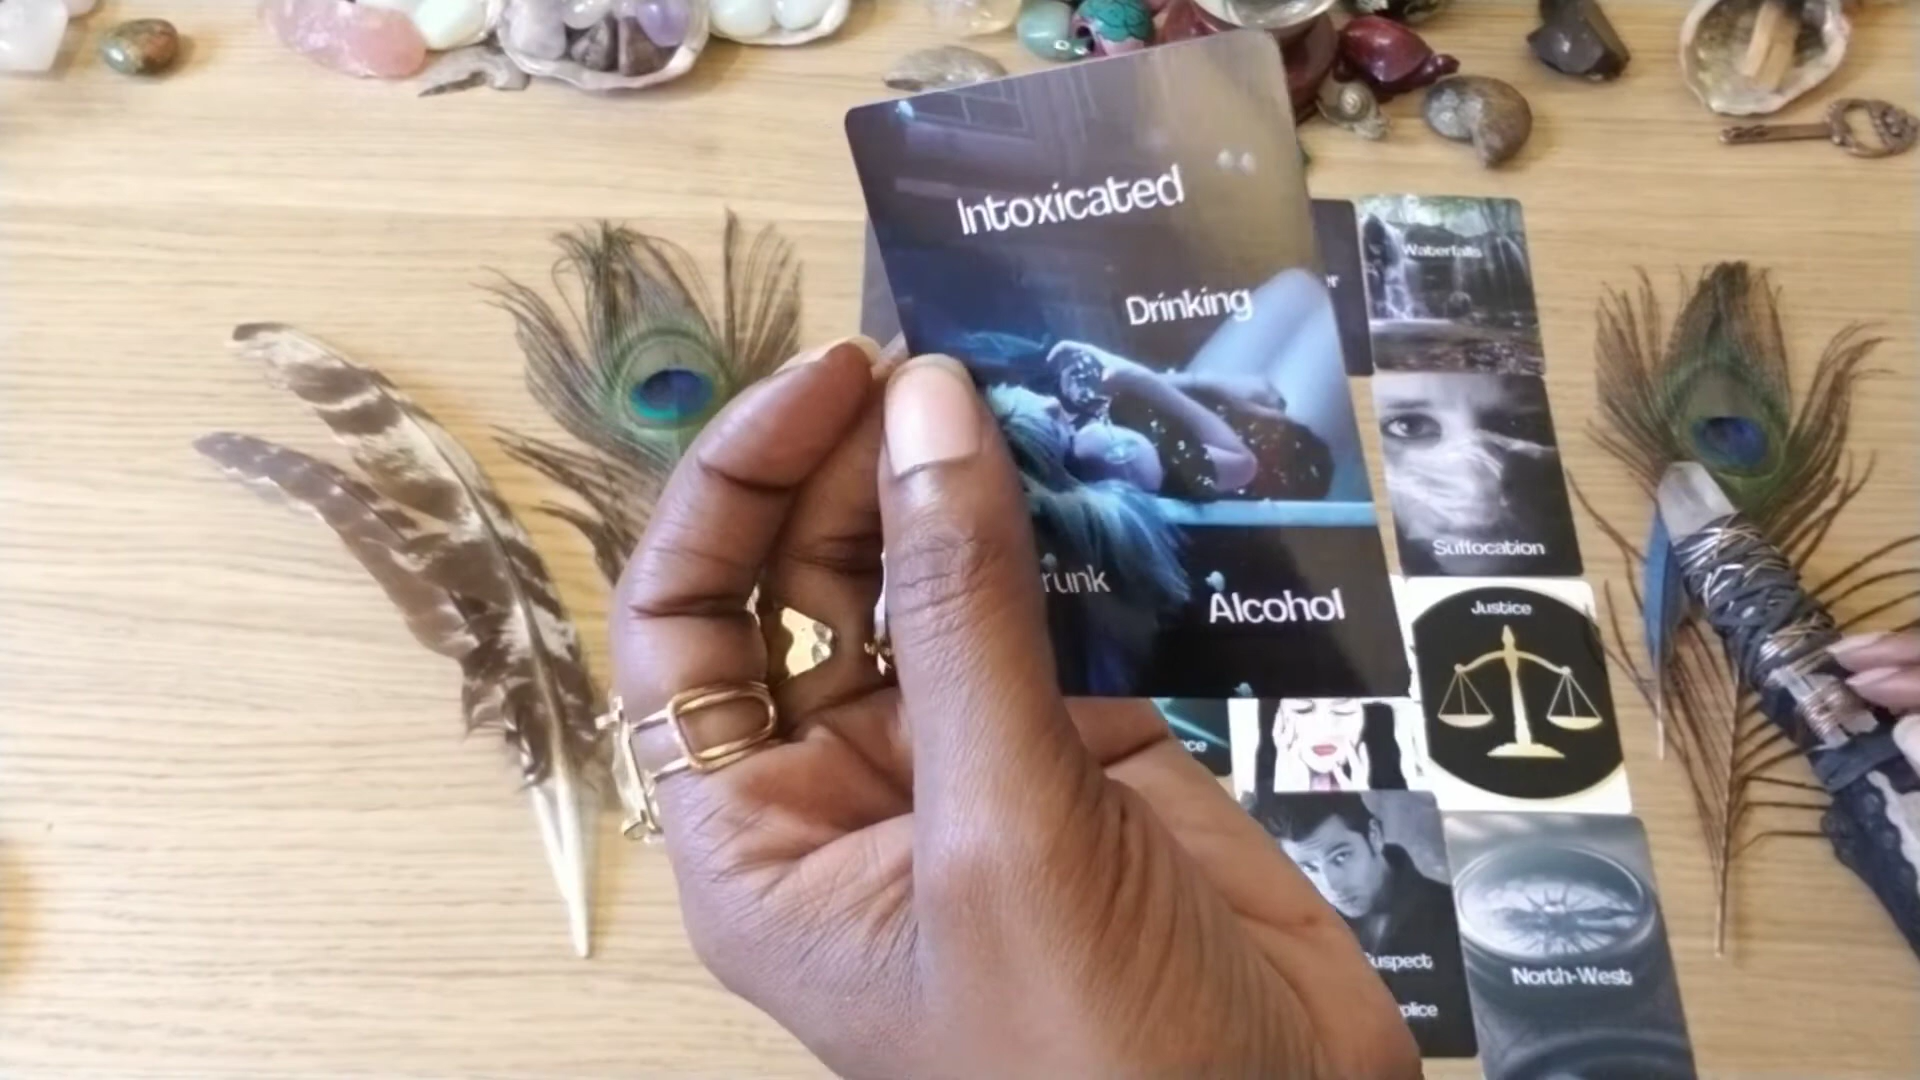 Intoxicated
Drinking
Alcohol
Waterfalls
Suffocation
Justice
North-West